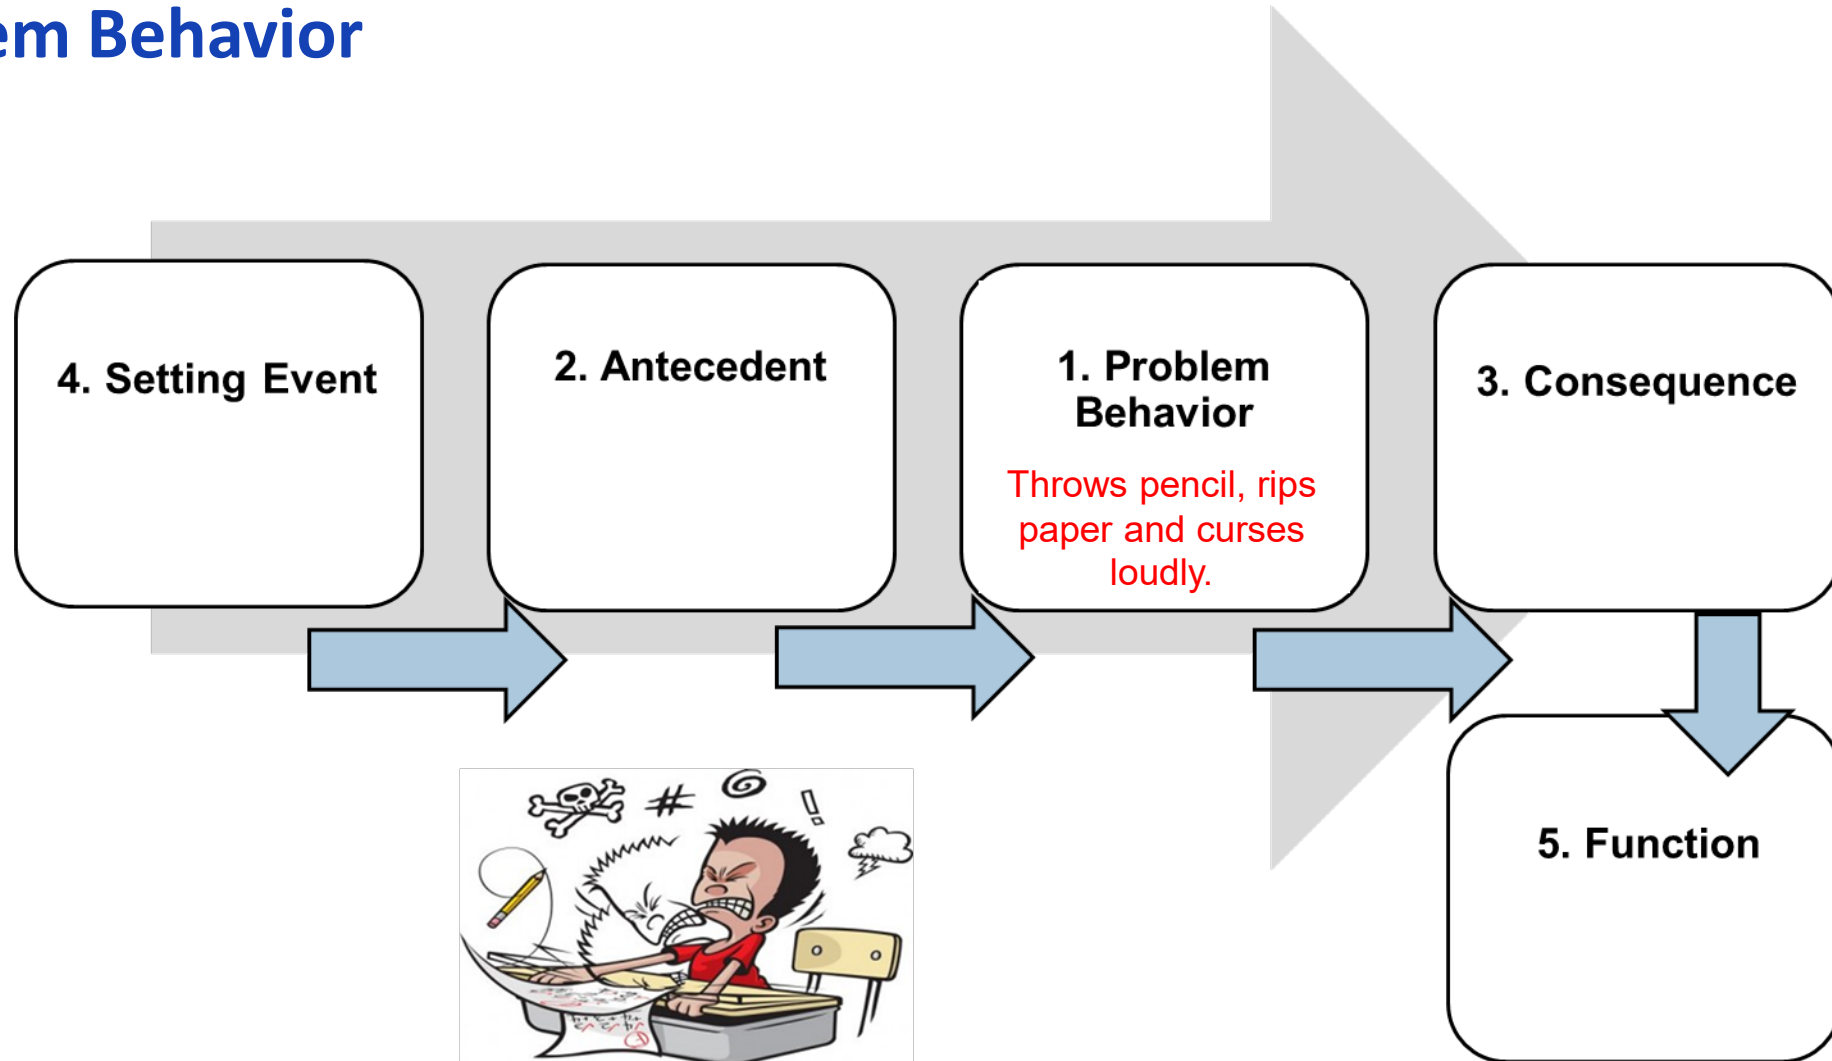 em Behavior
4. Setting Event
2. Antecedent
1. Problem
Behavior
Throws pencil, rips
paper and curses
loudly.
3. Consequence
5. Function